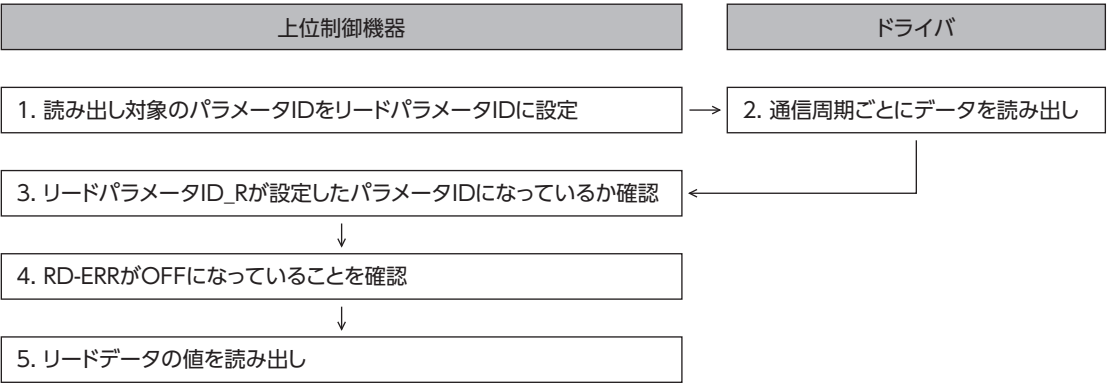 上位制御機器
ドライバ
1. 読み出し対象のパラメータIDをリードパラメータIDに設定
2. 通信周期ごとにデータを読み出し
3. リードパラメータID_Rが設定したパラメータIDになっているか確認
4. RD-ERRがOFFになっていることを確認
5. リードデータの値を読み出し